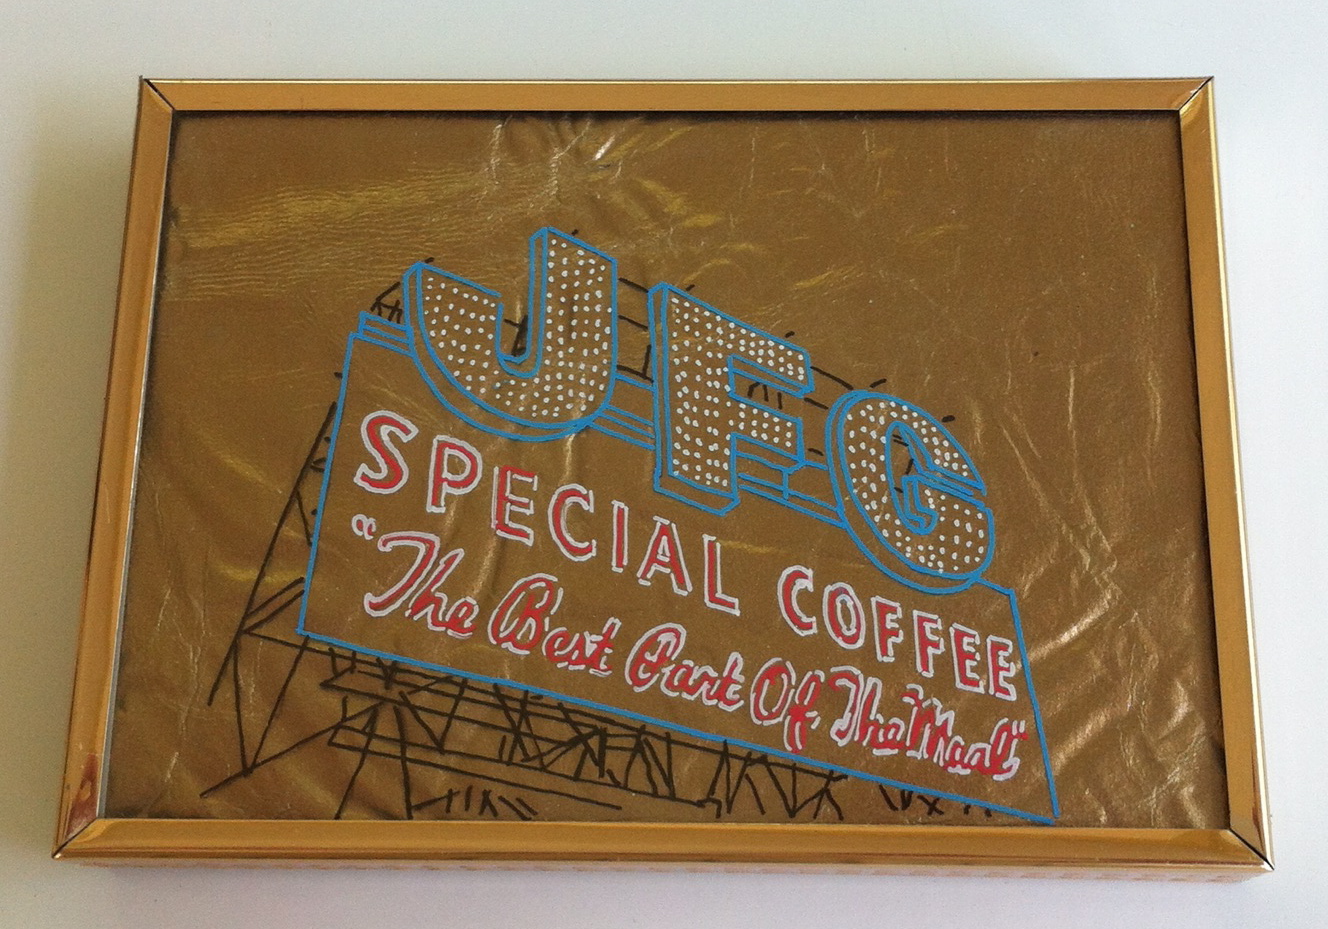 JFG
SPECIAL COFFEE
"The Best Part Of The Meal"